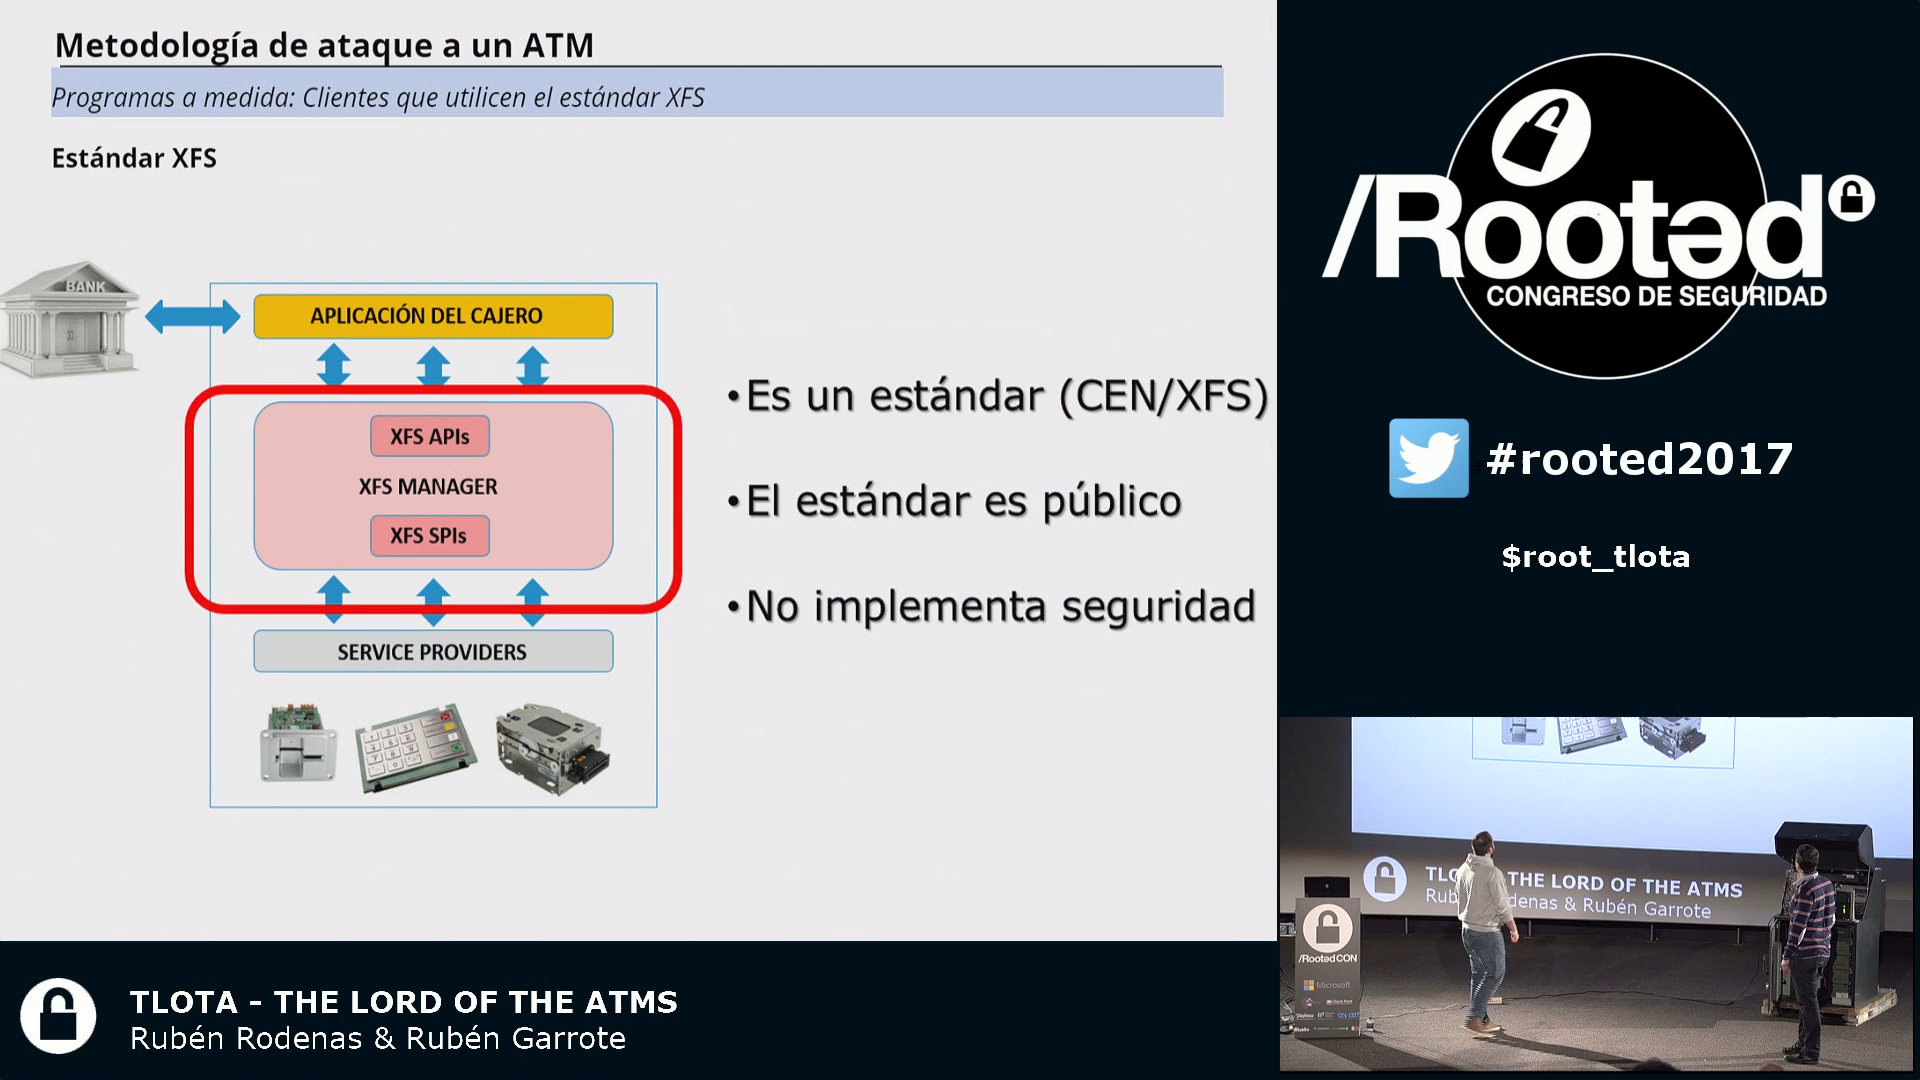 Metodología de ataque a un ATM
Programas a medida: Clientes que utilicen el estándar XFS
Estándar XFS
BANK
APLICACIÓN DEL CAJERO
XFS APIs
XFS MANAGER
XFS SPIs
SERVICE PROVIDERS
•Es un estándar (CEN/XFS)
•El estándar es público
•No implementa seguridad
/Rootəd
CONGRESO DE SEGURIDAD
#rooted2017
$root_tlota
THE LORD OF THE ATMS
Rubén Garrote
/RootedCON
Microsoft
Check Point
TLOTA - THE LORD OF THE ATMS
Rubén Rodenas & Rubén Garrote